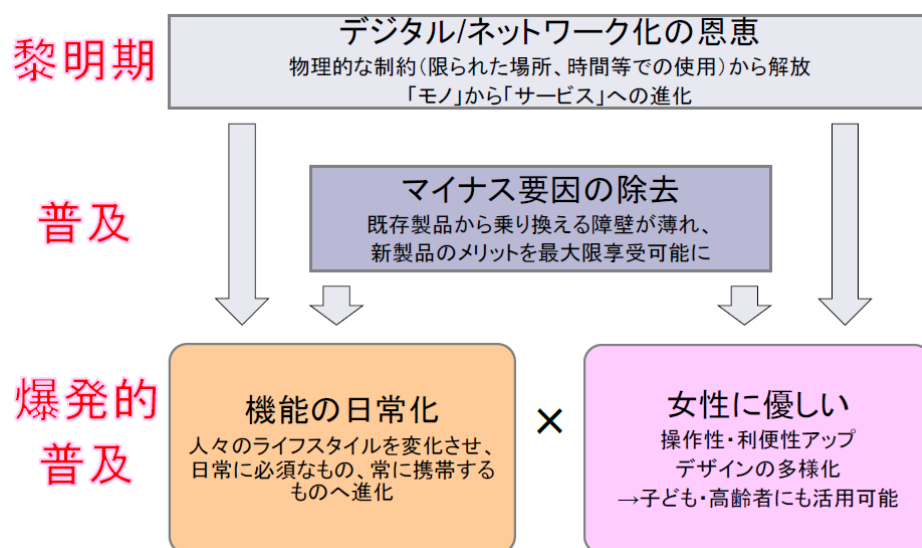 黎明期
デジタル/ネットワーク化の恩恵
物理的な制約(限られた場所、時間等での使用)から解放
「モノ」から「サービス」への進化
普及
マイナス要因の除去
既存製品から乗り換える障壁が薄れ、
新製品のメリットを最大限享受可能に
爆発的
普及
機能の日常化
人々のライフスタイルを変化させ、
日常に必須なもの、常に携帯する
ものへ進化
×
女性に優しい
操作性・利便性アップ
デザインの多様化
→子ども・高齢者にも活用可能